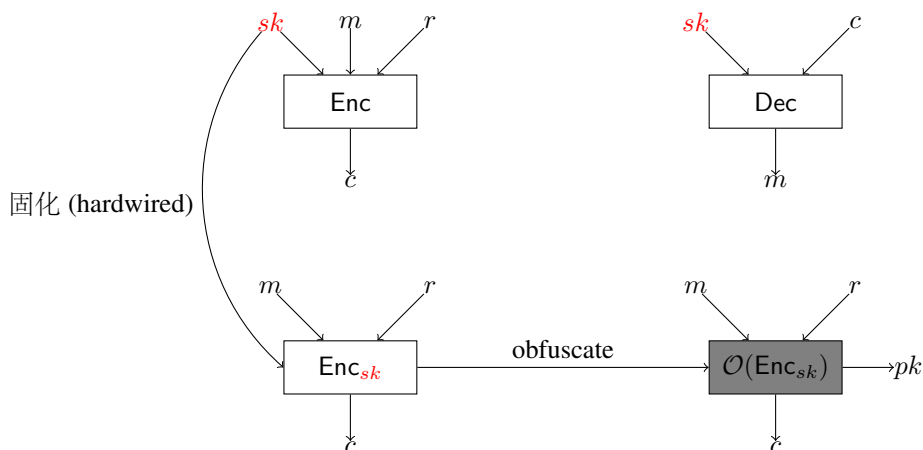 sk m r sk c
Enc Dec
c m
固化 (hardwired)
m r m r
Enc_sk obfuscate O(Enc_sk) pk
c c